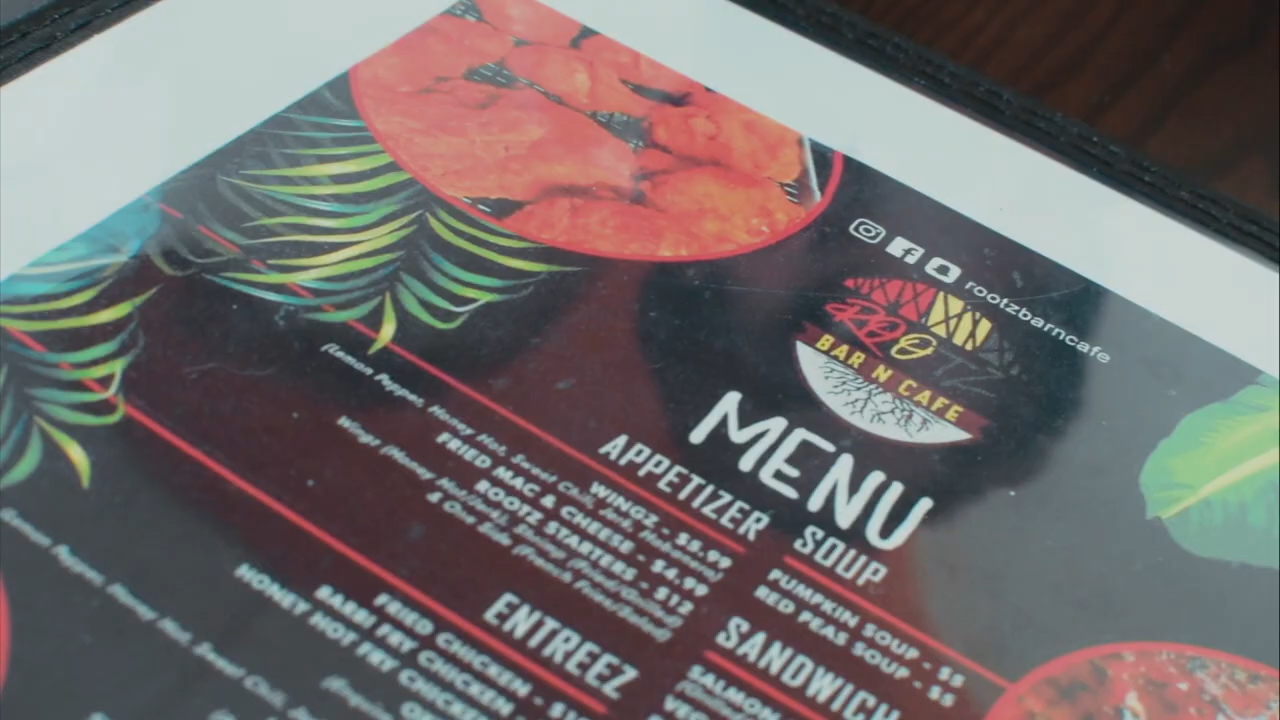 rootzbarncafe
ROOTZ
BAR N CAFE
MENU
APPETIZER
WINGZ - $5.99
(Lemon Pepper, Honey Hot, Sweet Chili, Jerk, Habanero)
FRIED MAC & CHEESE - $4.99
ROOTZ STARTERS - $12
Wingz (Honey Hot/Jerk), Shrimp (Fried/Grilled)
& One Side (French Fries/Salad)
ENTREEZ
FRIED CHICKEN -
BARBI FRY CHICKEN -
HONEY HOT FRY CHICKEN
SOUP
PUMPKIN SOUP - $5
RED PEAS SOUP -
SANDWICH
SALMON